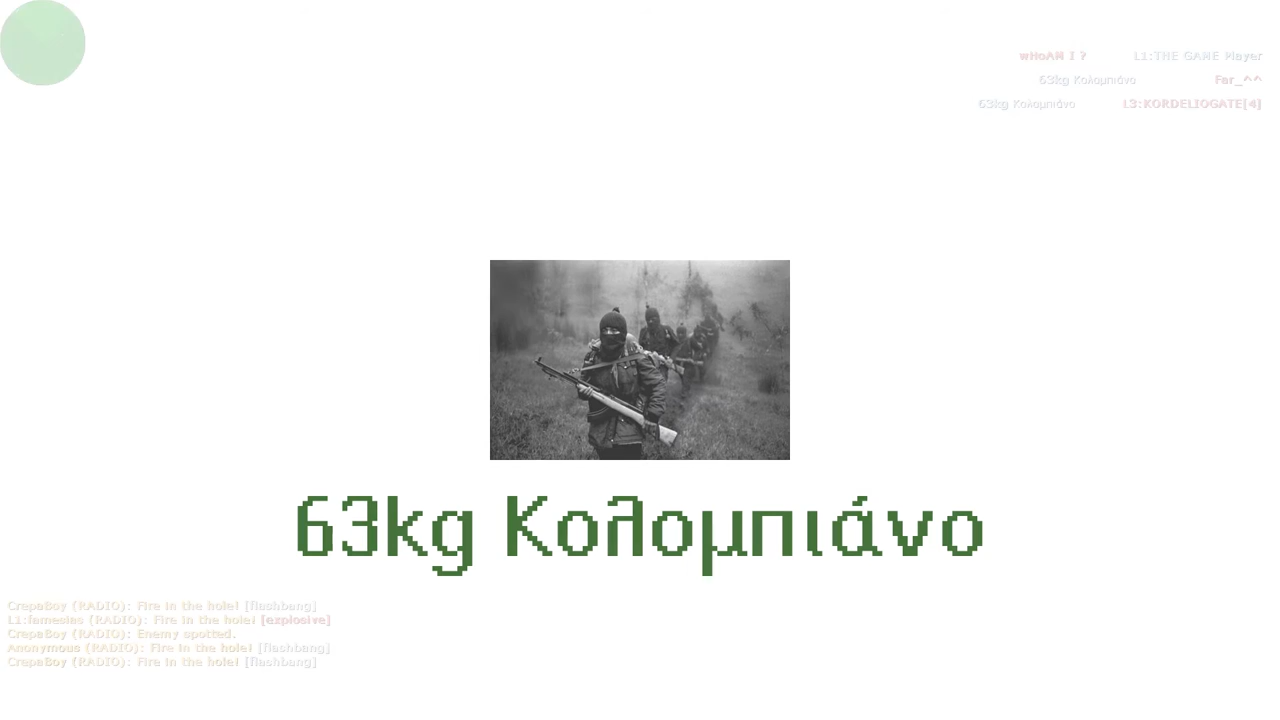 wHoAM I ? L1:THE GAME Player
63kg Κολομπιάνο Far_^^
63kg Κολομπιάνο L3:KORDELIOGATE[4]
63kg Κολομπιάνο
CrepaBoy (RADIO): Fire in the hole! [flashbang]
L1:famesias (RADIO): Fire in the hole! [explosive]
CrepaBoy (RADIO): Enemy spotted.
Anonymous (RADIO): Fire in the hole! [flashbang]
CrepaBoy (RADIO): Fire in the hole! [flashbang]